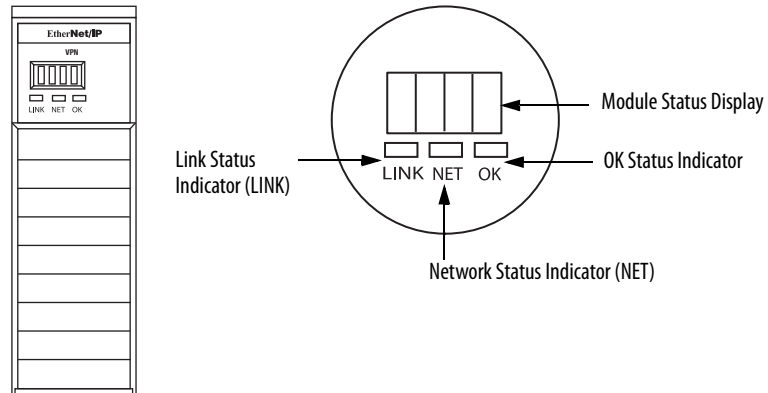 EtherNet/IP
VPN
LINK NET OK
Module Status Display
Link Status
Indicator (LINK)
OK Status Indicator
LINK NET OK
Network Status Indicator (NET)